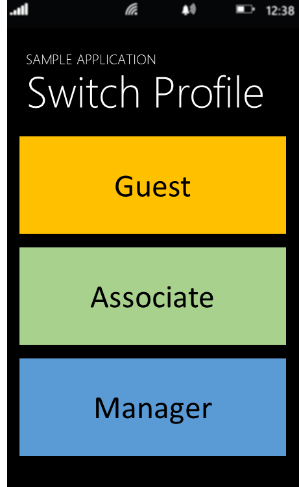 12:38
SAMPLE APPLICATION
Switch Profile
Guest
Associate
Manager